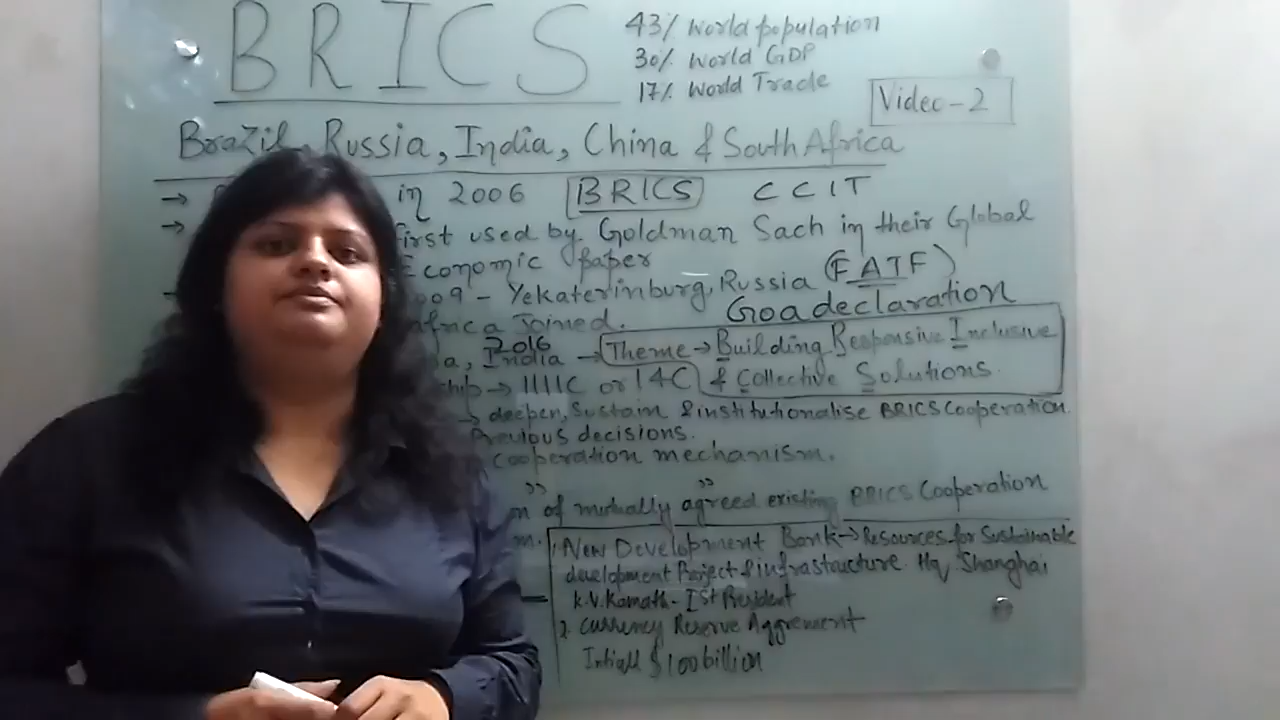 BRICS
43% World population
30% World GDP
17% World Trade
Video-2
Brazil, Russia, India, China & South Africa
→ in 2006 BRICS CCIT
→ first used by Goldman Sach in their Global
Economic paper
009 - Yekaterinburg, Russia (FATF)
Goa declaration
Africa Joined.
2016
a, India → Theme → Building Responsive Inclusive
& Collective Solutions
ship → IIIIC or I4C
→ deepen, Sustain & institutionalise BRICS Cooperation.
Previous decisions.
Cooperation mechanism.
" "
n of mutually agreed existing BRICS Cooperation
m.
1. New Development Bank → Resources for Sustainable
development Project & infrastructure. Hq, Shanghai
K.V. Kamath - Ist President
2. Currency Reserve Aggrement
$100 billion